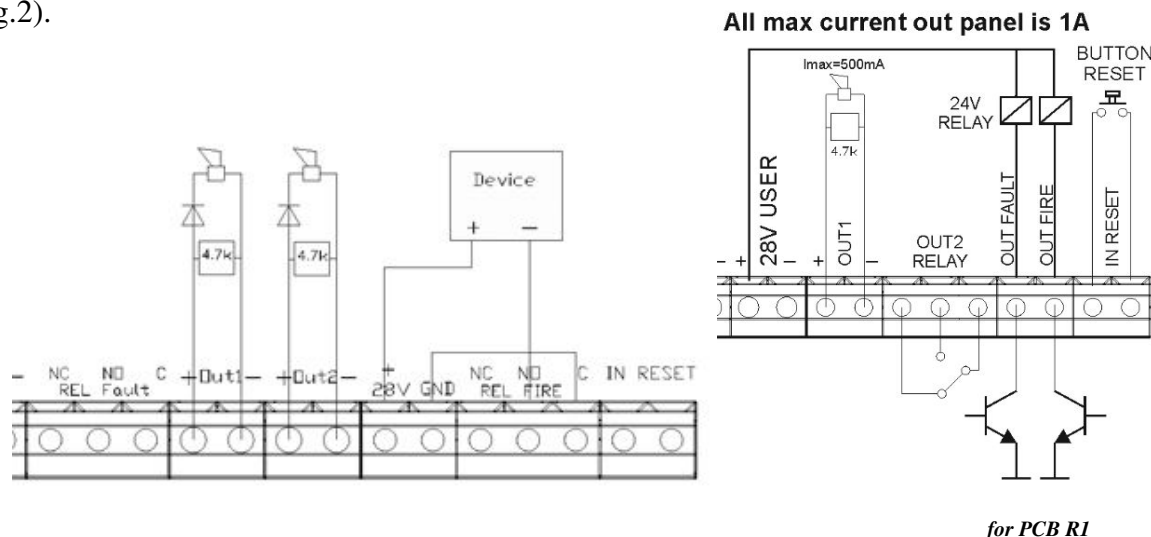 g.2).
All max current out panel is 1A
Device
+ −
4.7k
4.7k
− NC NO C +Out1− +Out2− + NC NO C IN RESET
REL Fault 28V GND REL FIRE
Imax=500mA
4.7k
24V
RELAY
BUTTON
RESET
− + 28V USER −
+ OUT1 −
OUT2
RELAY
OUT FAULT
OUT FIRE
IN RESET
for PCB R1